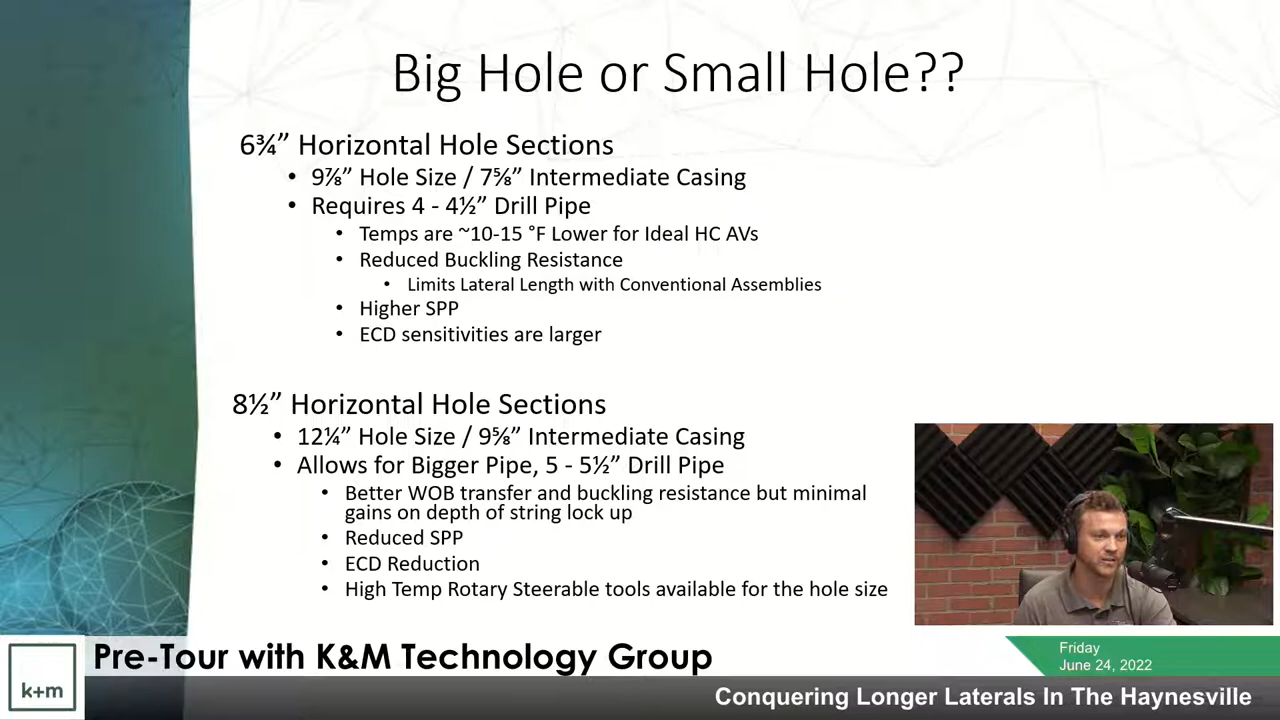 Big Hole or Small Hole??
6¾” Horizontal Hole Sections
• 9⅞” Hole Size / 7⅝” Intermediate Casing
• Requires 4 - 4½” Drill Pipe
• Temps are ~10-15 °F Lower for Ideal HC AVs
• Reduced Buckling Resistance
• Limits Lateral Length with Conventional Assemblies
• Higher SPP
• ECD sensitivities are larger
8½” Horizontal Hole Sections
• 12¼” Hole Size / 9⅝” Intermediate Casing
• Allows for Bigger Pipe, 5 - 5½” Drill Pipe
• Better WOB transfer and buckling resistance but minimal
gains on depth of string lock up
• Reduced SPP
• ECD Reduction
• High Temp Rotary Steerable tools available for the hole size
k+m
Pre-Tour with K&M Technology Group
Friday
June 24, 2022
Conquering Longer Laterals In The Haynesville